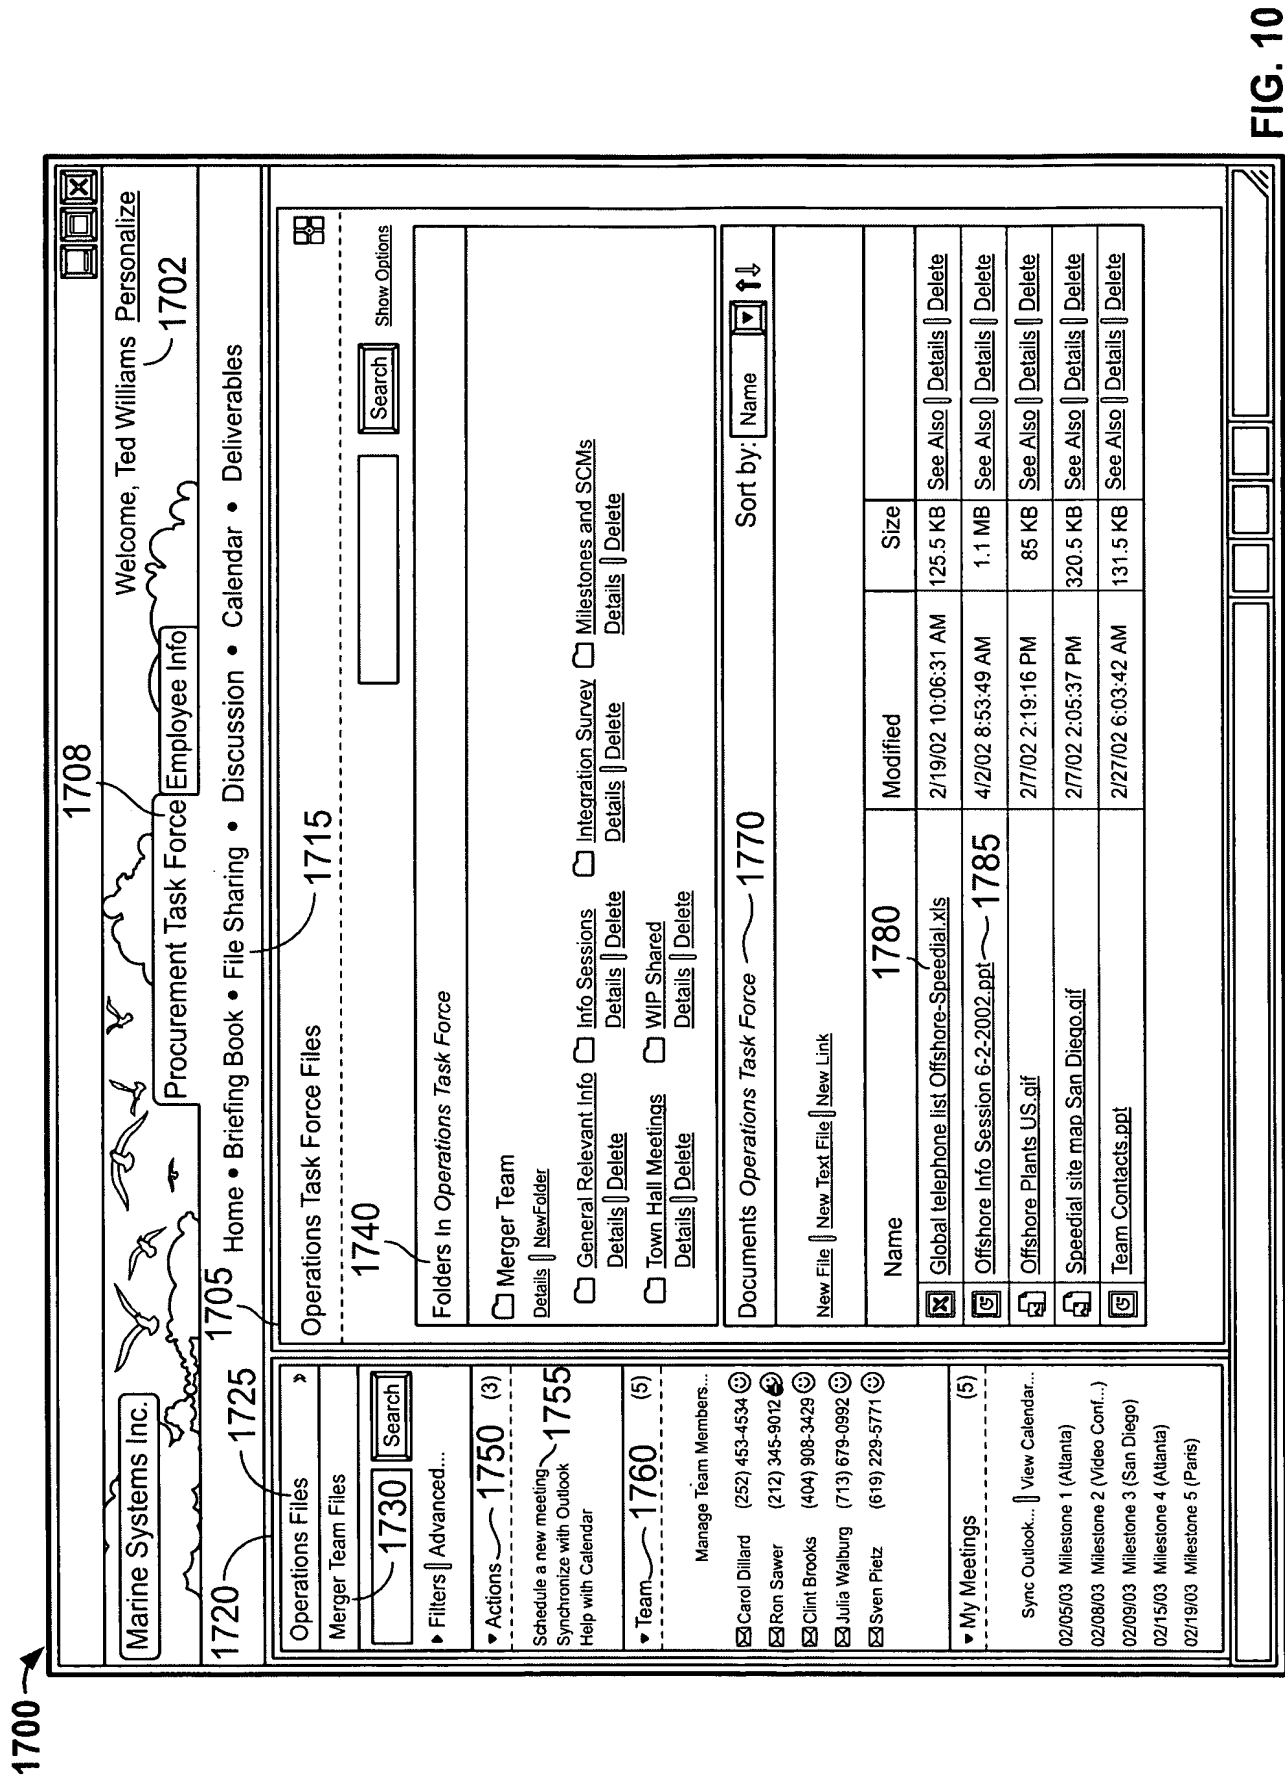 1700
1708
Marine Systems Inc.
Procurement Task Force
Employee Info
Welcome, Ted Williams Personalize
1702
1720
1725
1705
Home • Briefing Book • File Sharing • Discussion • Calendar • Deliverables
1715
Operations Files »
Merger Team Files
1730
Search
Filters Advanced...
Actions 1750 (3)
Schedule a new meeting 1755
Synchronize with Outlook
Help with Calendar
Team 1760 (5)
Manage Team Members...
Carol Dillard (252) 453-4534
Ron Sawer (212) 345-9012
Clint Brooks (404) 908-3429
Julia Walburg (713) 679-0992
Sven Pietz (619) 229-5771
My Meetings (5)
Sync Outlook... View Calendar...
02/05/03 Milestone 1 (Atlanta)
02/08/03 Milestone 2 (Video Conf...)
02/09/03 Milestone 3 (San Diego)
02/15/03 Milestone 4 (Atlanta)
02/19/03 Milestone 5 (Paris)
Operations Task Force Files
1740
Search
Show Options
Folders In Operations Task Force
Merger Team
Details NewFolder
General Relevant Info Info Sessions Integration Survey Milestones and SCMs
Details Delete Details Delete Details Delete Details Delete
Town Hall Meetings WIP Shared
Details Delete Details Delete
Documents Operations Task Force 1770
Sort by: Name
New File New Text File New Link
1780
Name Modified Size
Global telephone list Offshore-Speedial.xls 2/19/02 10:06:31 AM 125.5 KB See Also Details Delete
Offshore Info Session 6-2-2002.ppt 1785 4/2/02 8:53:49 AM 1.1 MB See Also Details Delete
Offshore Plants US.gif 2/7/02 2:19:16 PM 85 KB See Also Details Delete
Speedial site map San Diego.gif 2/7/02 2:05:37 PM 320.5 KB See Also Details Delete
Team Contacts.ppt 2/27/02 6:03:42 AM 131.5 KB See Also Details Delete
FIG. 10